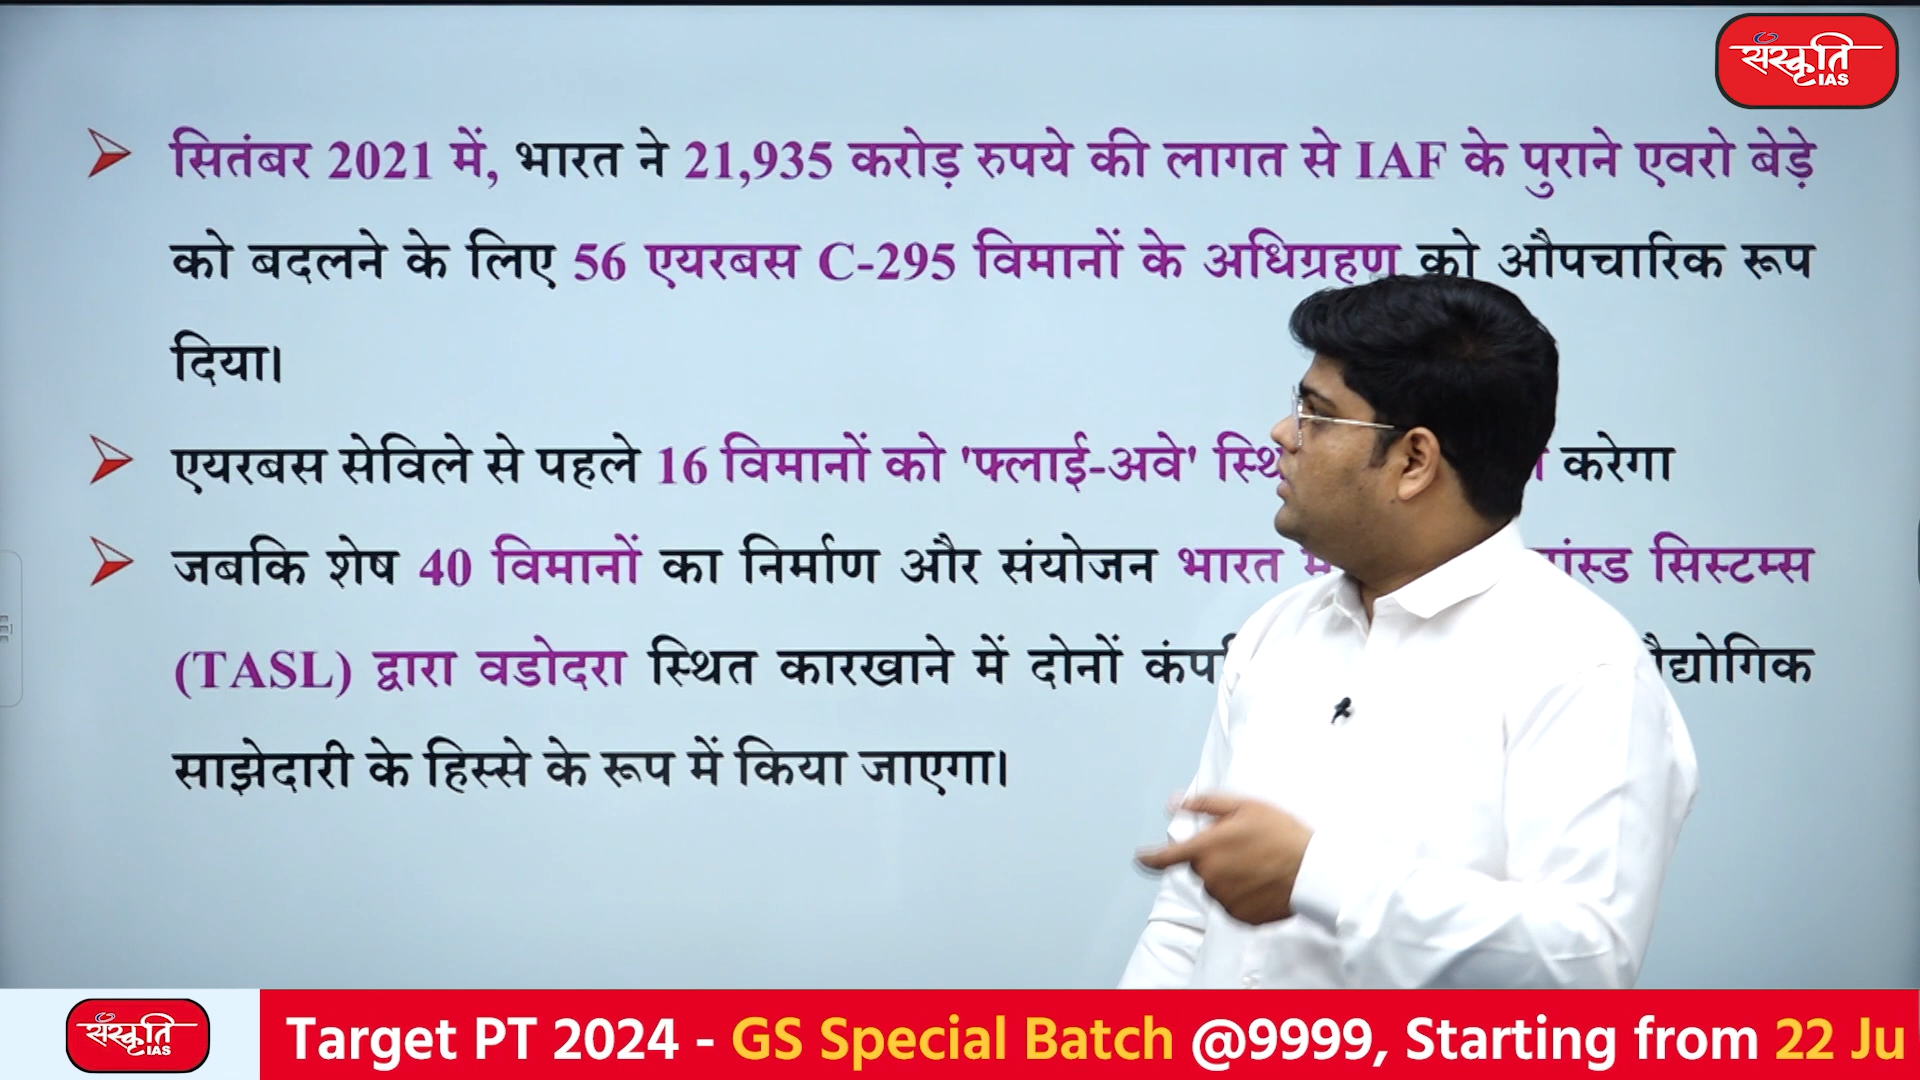 संस्कृति
IAS
सितंबर 2021 में, भारत ने 21,935 करोड़ रुपये की लागत से IAF के पुराने एवरो बेड़े
को बदलने के लिए 56 एयरबस C-295 विमानों के अधिग्रहण को औपचारिक रूप
दिया।
एयरबस सेविले से पहले 16 विमानों को 'फ्लाई-अवे' करेगा
जबकि शेष 40 विमानों का निर्माण और संयोजन भारत सिस्टम्स
(TASL) द्वारा वडोदरा स्थित कारखाने में दोनों
साझेदारी के हिस्से के रूप में किया जाएगा।
संस्कृति
IAS
Target PT 2024 - GS Special Batch @9999, Starting from 22 Ju